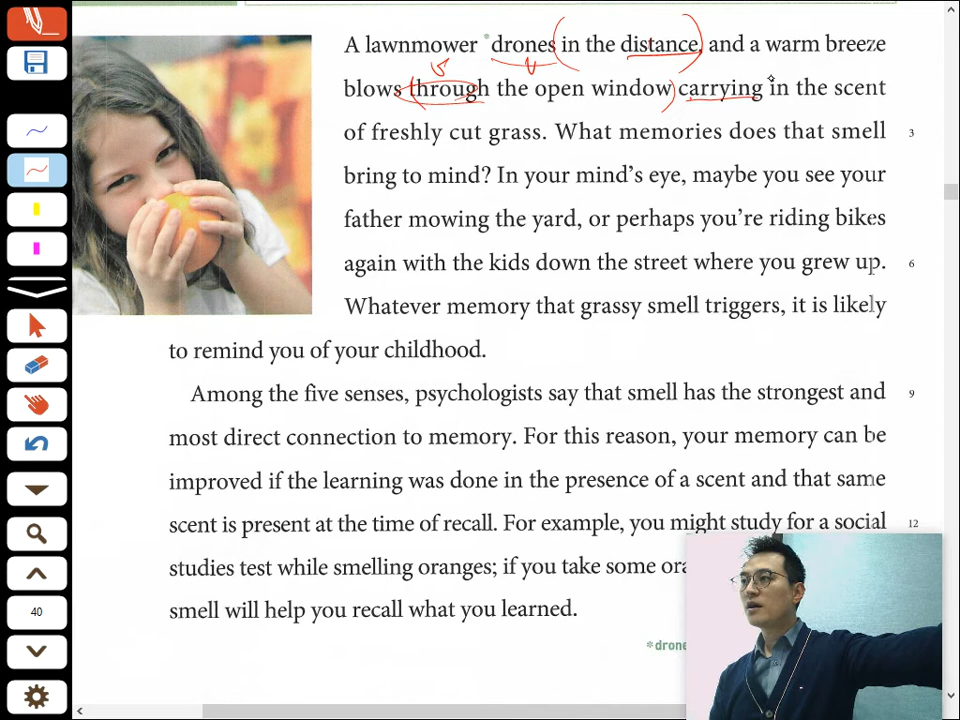 A lawnmower *drones in the distance, and a warm breeze
blows through the open window, carrying in the scent
of freshly cut grass. What memories does that smell 3
bring to mind? In your mind's eye, maybe you see your
father mowing the yard, or perhaps you're riding bikes
again with the kids down the street where you grew up. 6
Whatever memory that grassy smell triggers, it is likely
to remind you of your childhood.
Among the five senses, psychologists say that smell has the strongest and 9
most direct connection to memory. For this reason, your memory can be
improved if the learning was done in the presence of a scent and that same
scent is present at the time of recall. For example, you might study for a social 12
studies test while smelling oranges; if you take some
smell will help you recall what you learned.
*drone
40